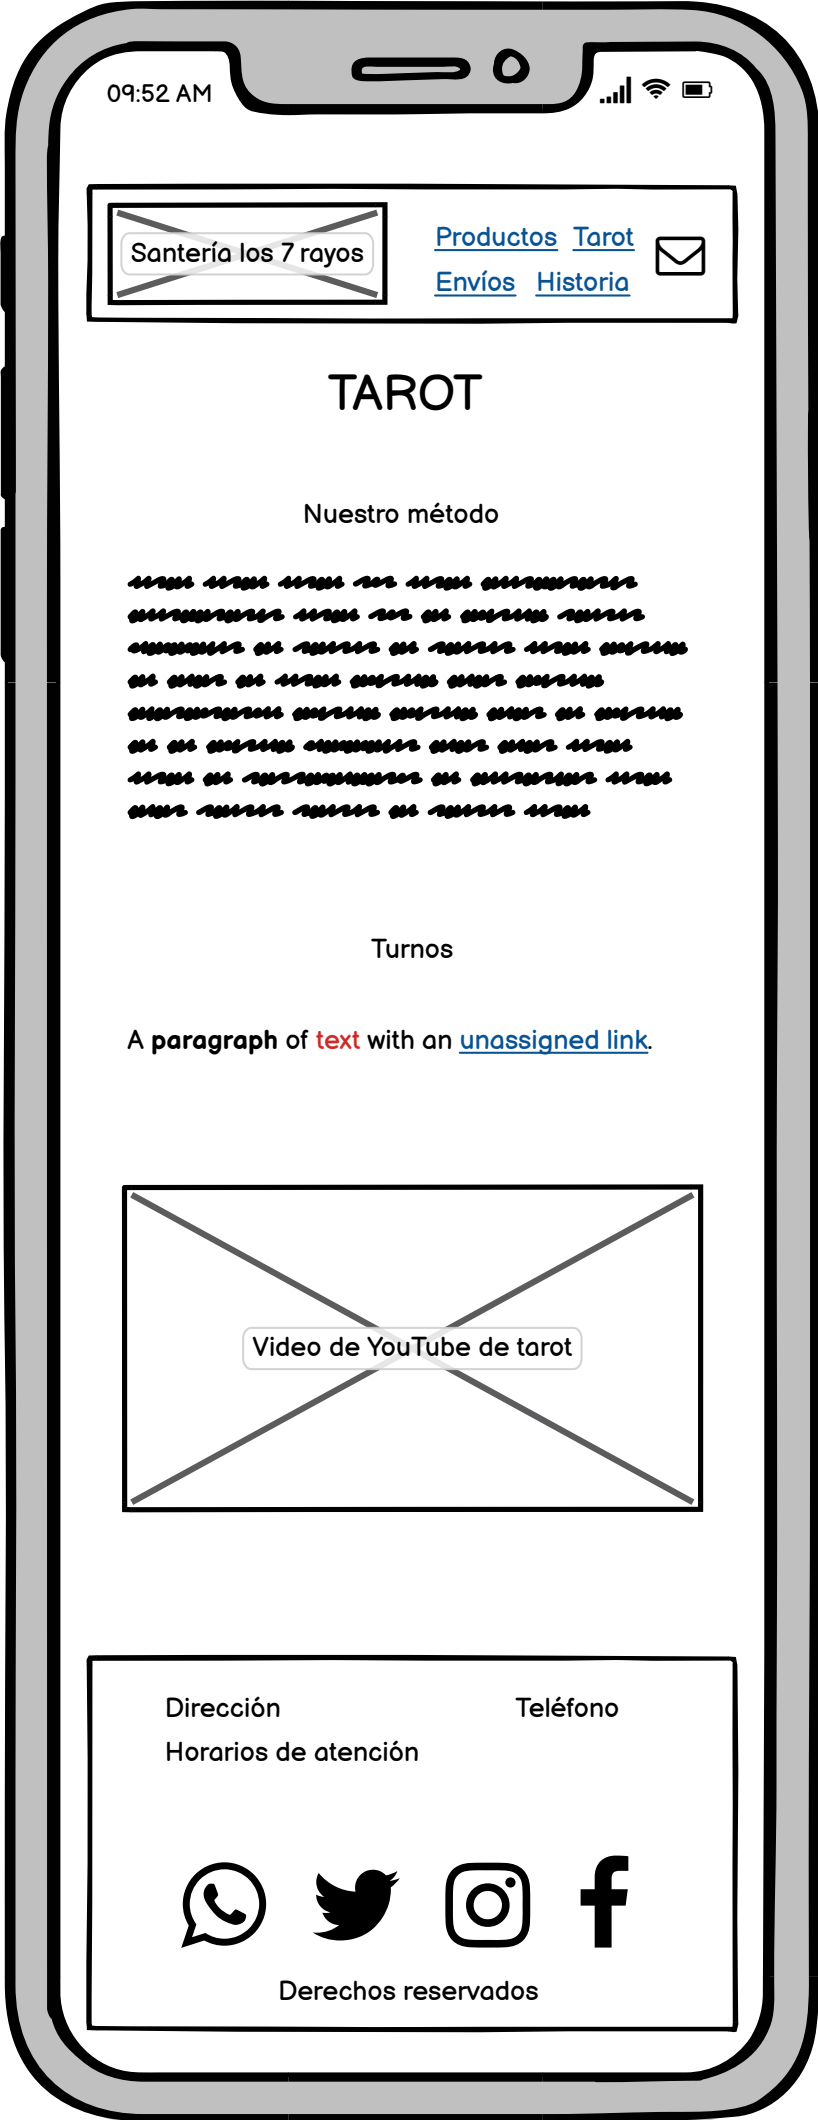 09:52 AM
Santería los 7 rayos
Productos Tarot
Envíos Historia
TAROT
Nuestro método
Turnos
A paragraph of text with an unassigned link.
Video de YouTube de tarot
Dirección Teléfono
Horarios de atención
Derechos reservados